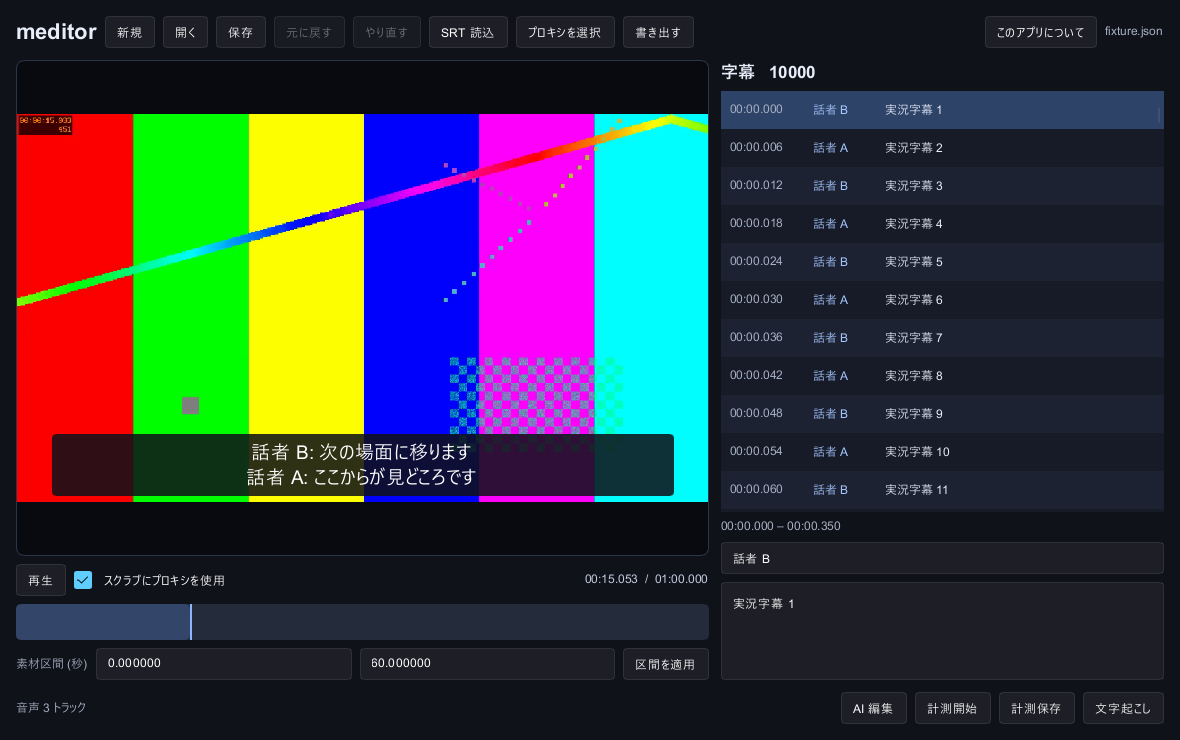 meditor 新規 開く 保存 元に戻す やり直す SRT 読込 プロキシを選択 書き出す このアプリについて fixture.json
字幕 10000
00:00.000 話者 B 実況字幕 1
00:00.006 話者 A 実況字幕 2
00:00.012 話者 B 実況字幕 3
00:00.018 話者 A 実況字幕 4
00:00.024 話者 B 実況字幕 5
00:00.030 話者 A 実況字幕 6
00:00.036 話者 B 実況字幕 7
00:00.042 話者 A 実況字幕 8
00:00.048 話者 B 実況字幕 9
00:00.054 話者 A 実況字幕 10
00:00.060 話者 B 実況字幕 11
00:00.000 – 00:00.350
話者 B
実況字幕 1
451
話者 B: 次の場面に移ります
話者 A: ここからが見どころです
再生 スクラブにプロキシを使用 00:15.053 / 01:00.000
素材区間 (秒) 0.000000 60.000000 区間を適用
音声 3 トラック AI 編集 計測開始 計測保存 文字起こし